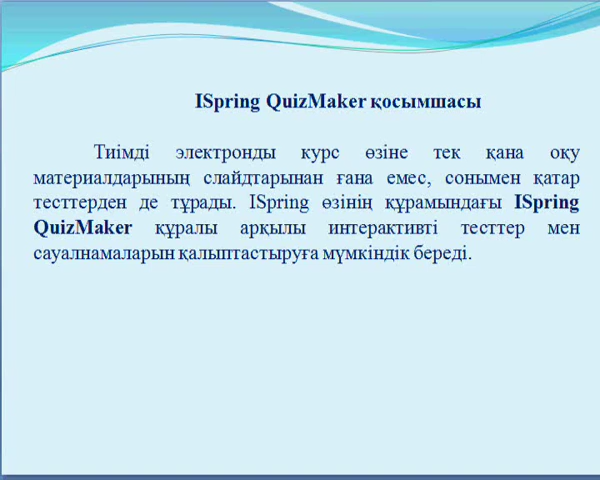 ISpring QuizMaker қосымшасы
Тиімді электронды курс өзіне тек қана оқу
материалдарының слайдтарынан ғана емес, сонымен қатар
тесттерден де тұрады. ISpring өзінің құрамындағы ISpring
QuizMaker құралы арқылы интерактивті тесттер мен
сауалнамаларын қалыптастыруға мүмкіндік береді.